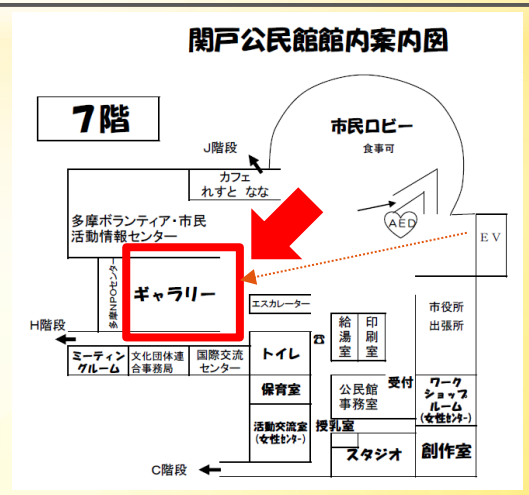 関戸公民館館内案内図
7階
市民ロビー
食事可
J階段
カフェ
れすと なな
多摩ボランティア・市民
活動情報センター
AED
EV
多摩NPOセンター
ギャラリー
エスカレーター
市役所
出張所
給湯室
印刷室
H階段
ミーティン
グルーム
文化団体連
合事務局
国際交流
センター
トイレ
保育室
公民館
事務室
受付
ワーク
ショップ
ルーム
(女性センター)
活動交流室
(女性センター)
授乳室
スタジオ
創作室
C階段